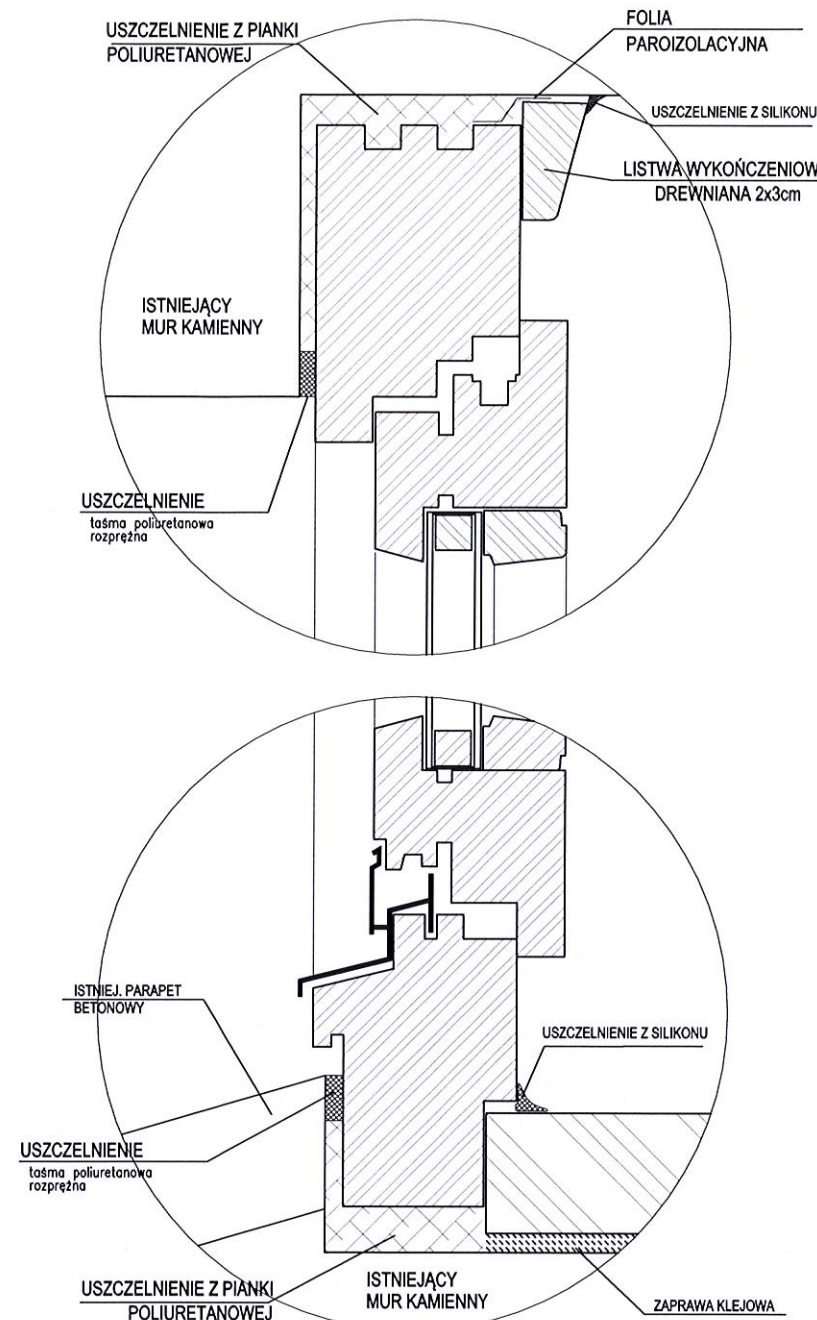 USZCZELNIENIE Z PIANKI
POLIURETANOWEJ
FOLIA
PAROIZOLACYJNA
USZCZELNIENIE Z SILIKONU
LISTWA WYKOŃCZENIOW
DREWNIANA 2x3cm
ISTNIEJĄCY
MUR KAMIENNY
USZCZELNIENIE
taśma poliuretanowa
rozprężna
ISTNIEJ. PARAPET
BETONOWY
USZCZELNIENIE Z SILIKONU
USZCZELNIENIE
taśma poliuretanowa
rozprężna
USZCZELNIENIE Z PIANKI
POLIURETANOWEJ
ISTNIEJĄCY
MUR KAMIENNY
ZAPRAWA KLEJOWA